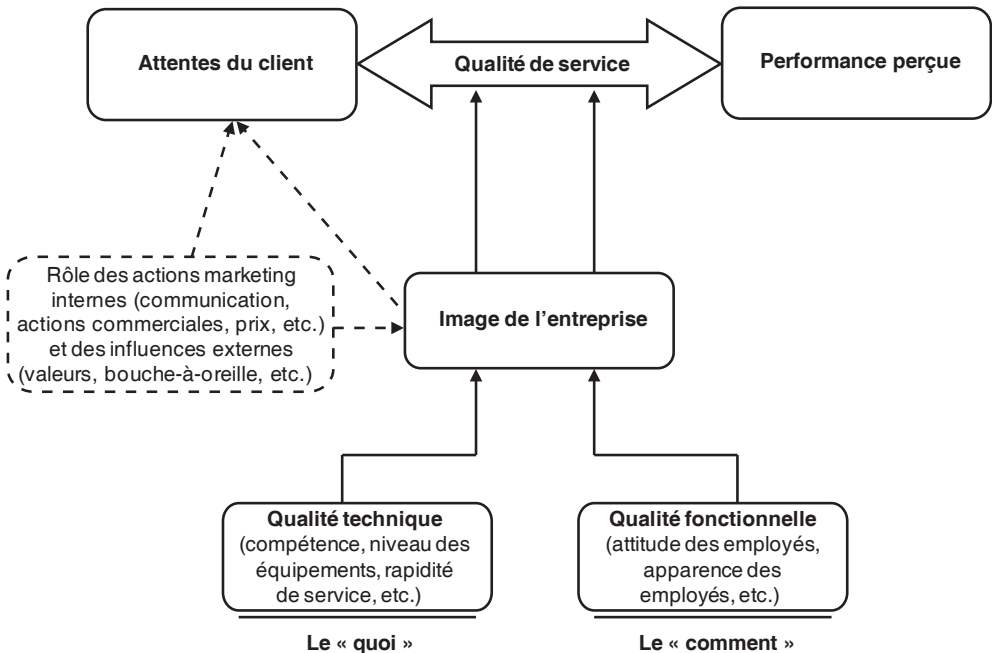 Attentes du client
Qualité de service
Performance perçue
Rôle des actions marketing
internes (communication,
actions commerciales, prix, etc.)
et des influences externes
(valeurs, bouche-à-oreille, etc.)
Image de l’entreprise
Qualité technique
(compétence, niveau des
équipements, rapidité
de service, etc.)
Le « quoi »
Qualité fonctionnelle
(attitude des employés,
apparence des
employés, etc.)
Le « comment »